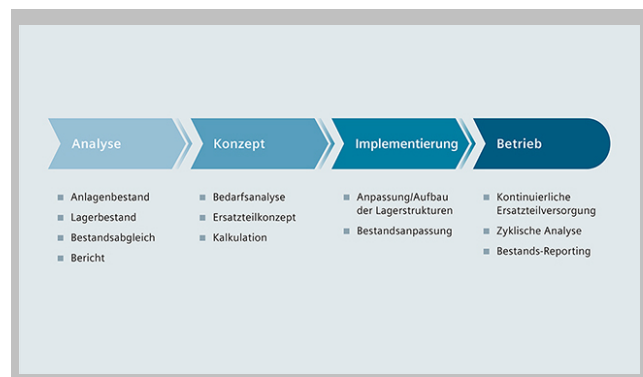 Analyse
Konzept
Implementierung
Betrieb
Anlagenbestand
Lagerbestand
Bestandsabgleich
Bericht
Bedarfsanalyse
Ersatzteilkonzept
Kalkulation
Anpassung/Aufbau
der Lagerstrukturen
Bestandsanpassung
Kontinuierliche
Ersatzteilversorgung
Zyklische Analyse
Bestands-Reporting